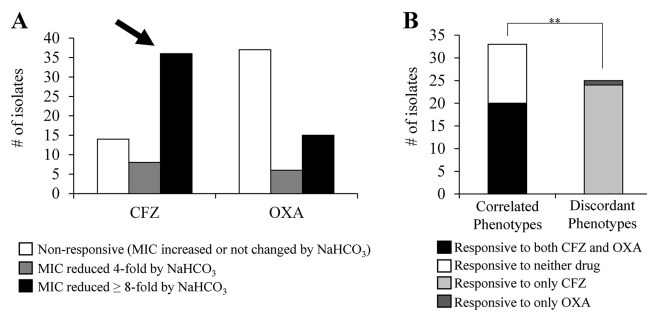 A
# of isolates
40
35
30
25
20
15
10
5
0
CFZ OXA
Non-responsive (MIC increased or not changed by NaHCO3)
MIC reduced 4-fold by NaHCO3
MIC reduced ≥ 8-fold by NaHCO3
B
**
# of isolates
35
30
25
20
15
10
5
0
Correlated Discordant
Phenotypes Phenotypes
Responsive to both CFZ and OXA
Responsive to neither drug
Responsive to only CFZ
Responsive to only OXA